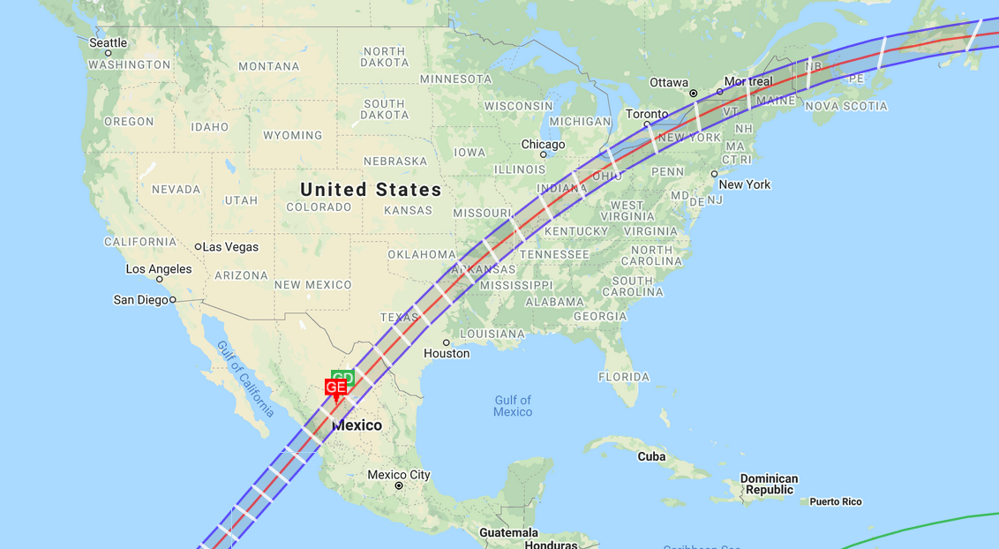 Seattle
WASHINGTON
MONTANA
NORTH
DAKOTA
MINNESOTA
Ottawa
Montreal
NB
PE
MAINE
NOVA SCOTIA
OREGON
IDAHO
SOUTH
DAKOTA
WISCONSIN
MICHIGAN
Toronto
VT
NH
WYOMING
Chicago
NEW YORK
MA
CT
RI
NEBRASKA
IOWA
ILLINOIS
INDIANA
OHIO
PENN
New York
NEVADA
United States
UTAH
COLORADO
KANSAS
MISSOURI
WEST
VIRGINIA
MD
DE
NJ
CALIFORNIA
Las Vegas
KENTUCKY
VIRGINIA
OKLAHOMA
TENNESSEE
NORTH
CAROLINA
Los Angeles
ARIZONA
NEW MEXICO
ARKANSAS
MISSISSIPPI
SOUTH
CAROLINA
San Diego
ALABAMA
TEXAS
GEORGIA
LOUISIANA
Gulf of California
Houston
GD
GE
FLORIDA
Gulf of
Mexico
Mexico
Cuba
Mexico City
Dominican
Republic
Puerto Rico
Guatemala
Honduras
Caribbean Sea